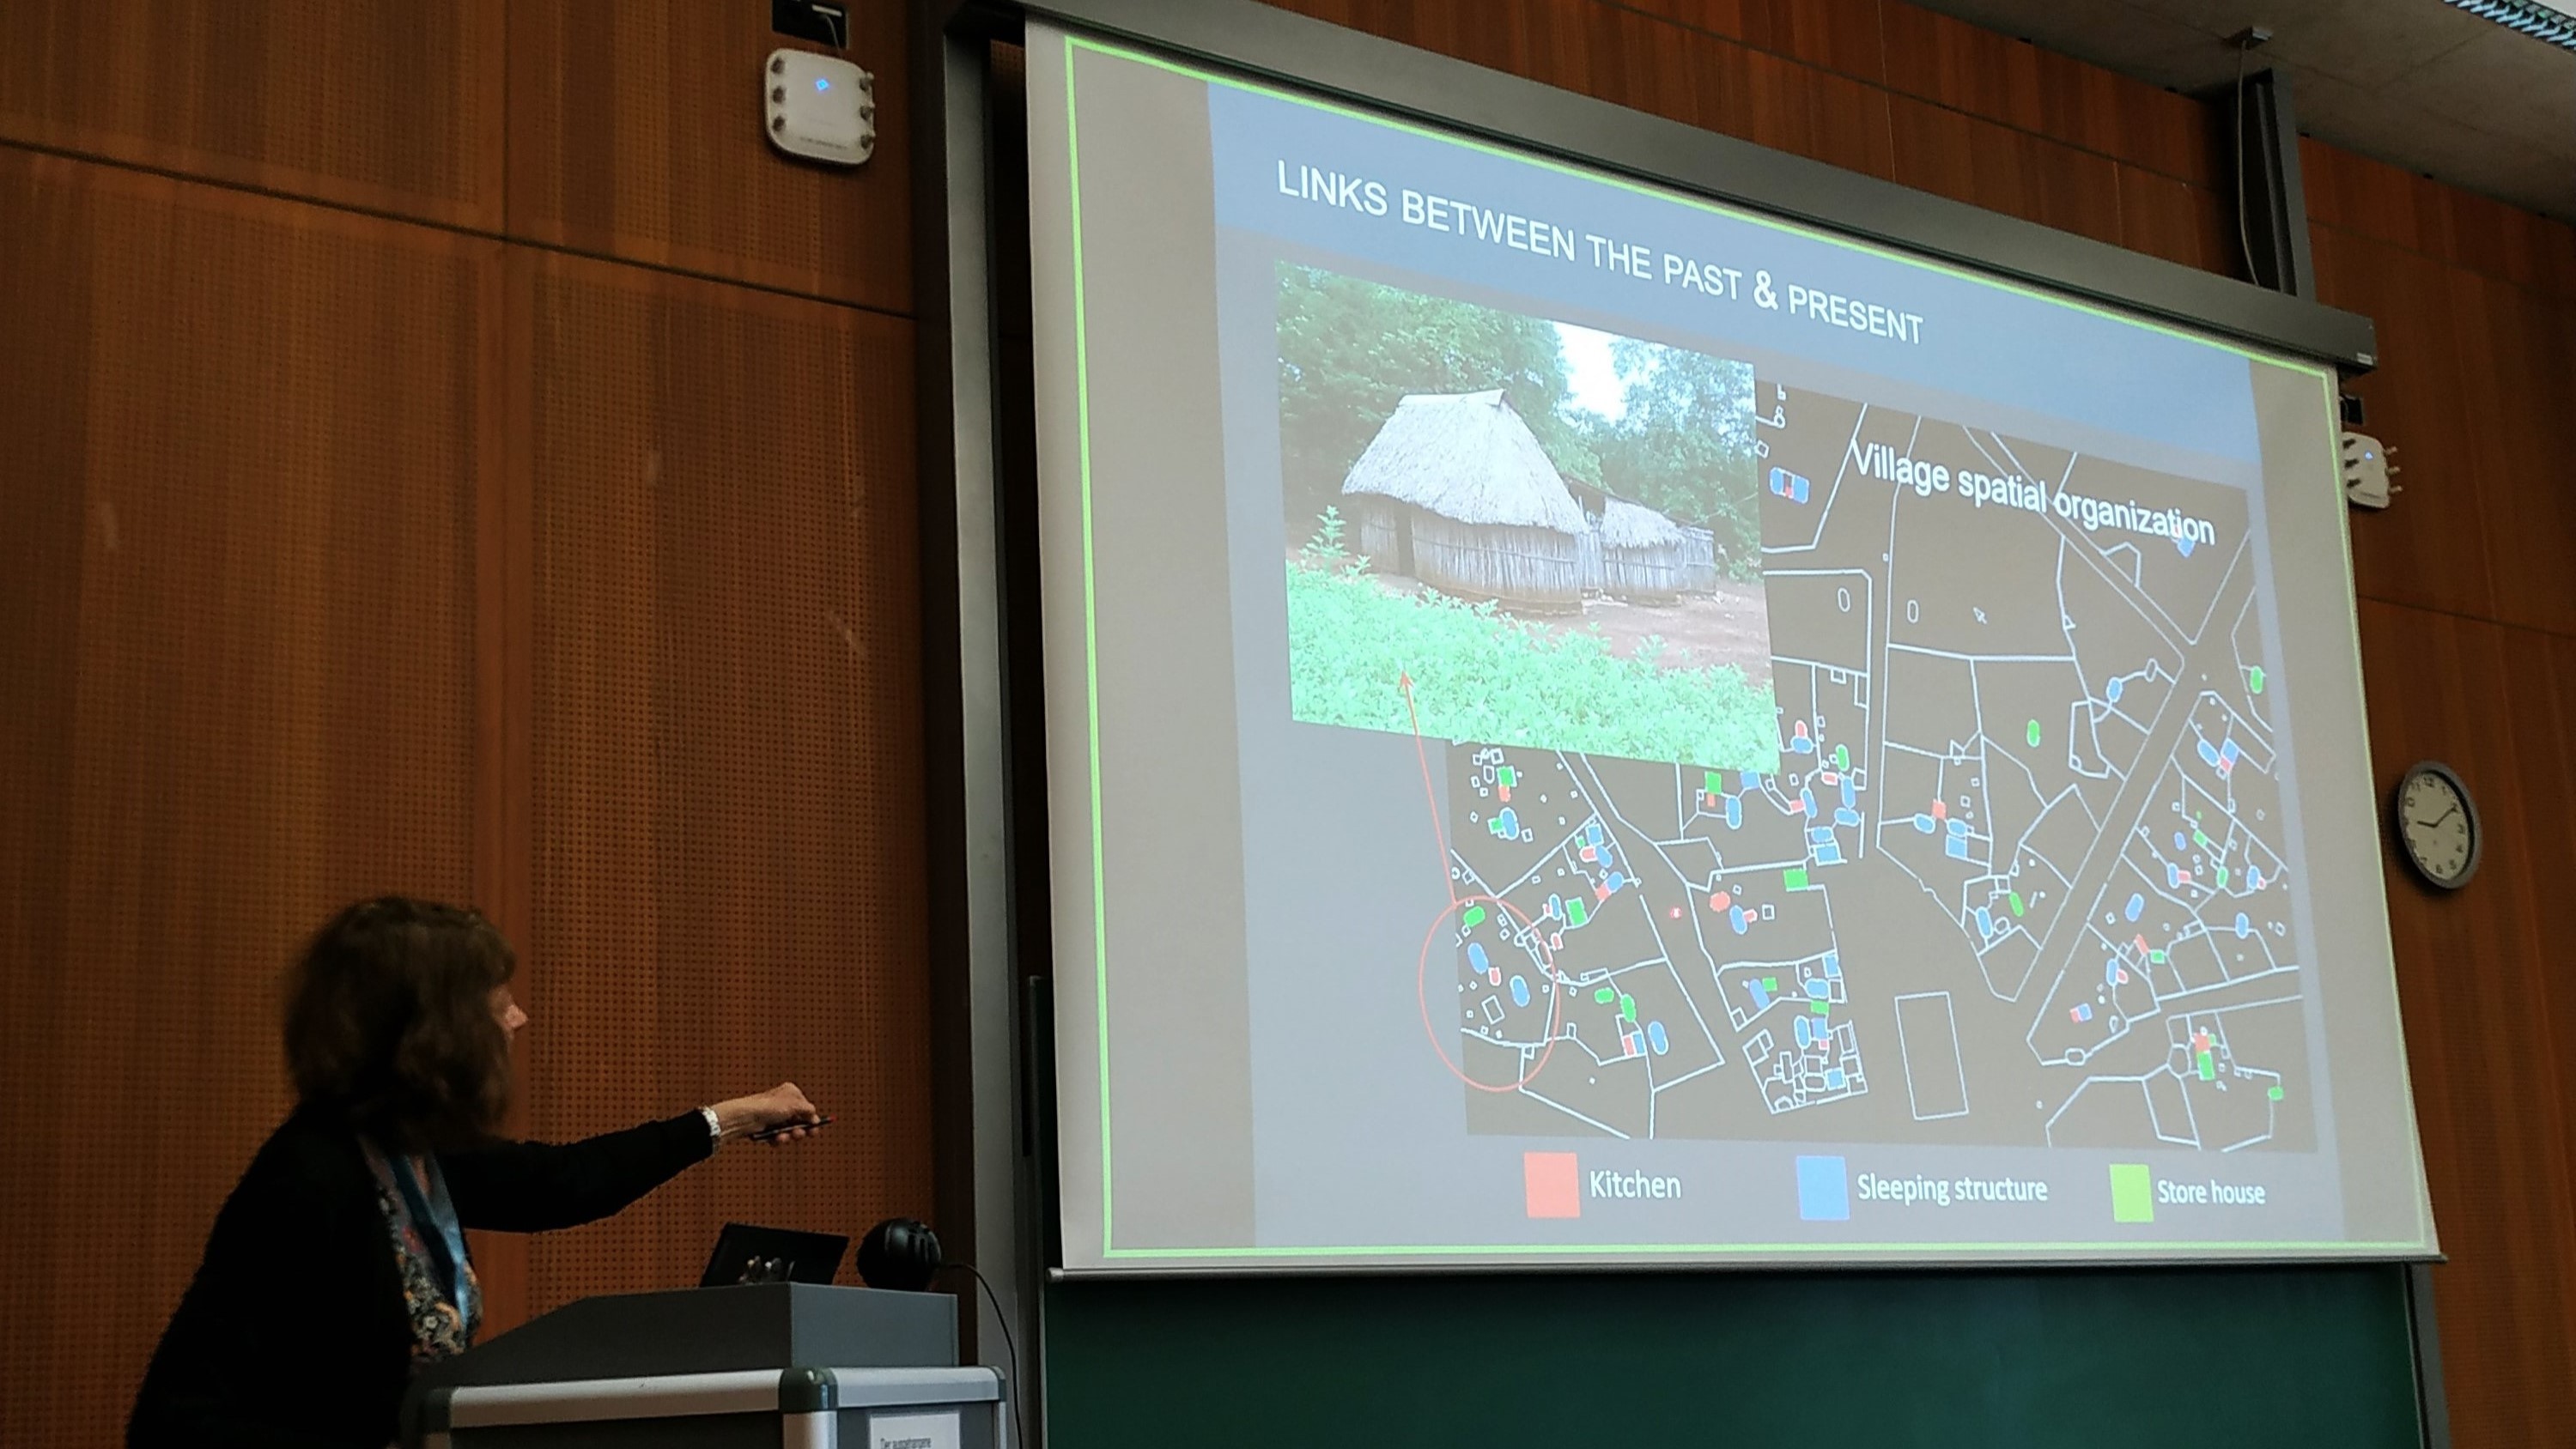 LINKS BETWEEN THE PAST & PRESENT
Village spatial organization
Kitchen
Sleeping structure
Store house